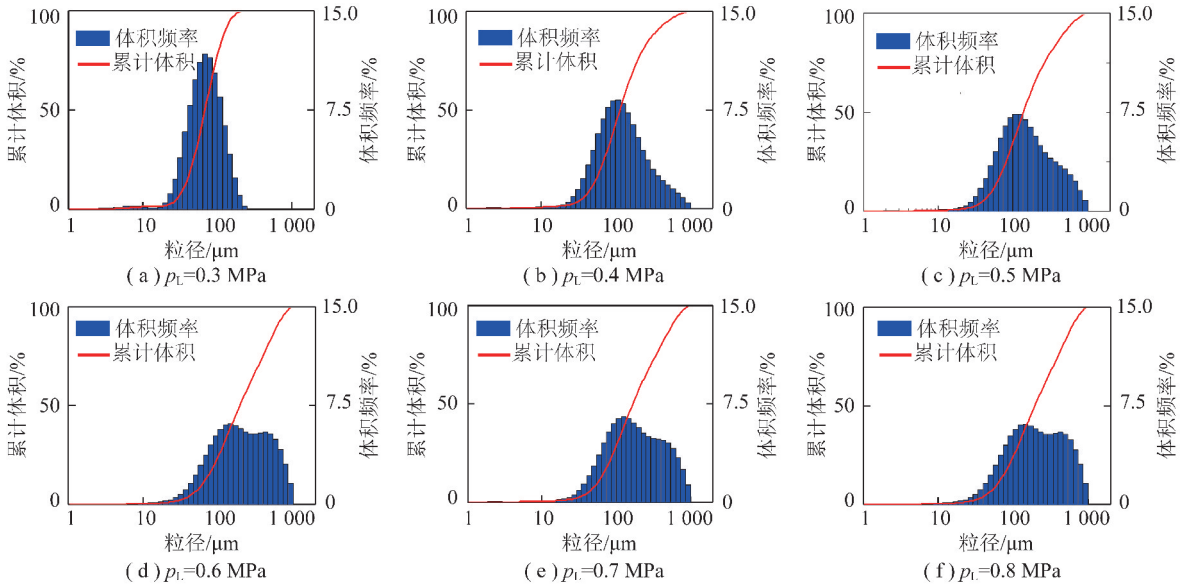 100
15.0
体积频率
累计体积
累计体积/%
50
7.5
体积频率/%
0
0
1
10
100
1 000
粒径/μm
( a ) pL=0.3 MPa
100
15.0
体积频率
累计体积
累计体积/%
50
7.5
体积频率/%
0
0
1
10
100
1 000
粒径/μm
( b ) pL=0.4 MPa
100
15.0
体积频率
累计体积
累计体积/%
50
7.5
体积频率/%
0
0
1
10
100
1 000
粒径/μm
( c ) pL=0.5 MPa
100
15.0
体积频率
累计体积
累计体积/%
50
7.5
体积频率/%
0
0
1
10
100
1 000
粒径/μm
( d ) pL=0.6 MPa
100
15.0
体积频率
累计体积
累计体积/%
50
7.5
体积频率/%
0
0
1
10
100
1 000
粒径/μm
( e ) pL=0.7 MPa
100
15.0
体积频率
累计体积
累计体积/%
50
7.5
体积频率/%
0
0
1
10
100
1 000
粒径/μm
( f ) pL=0.8 MPa